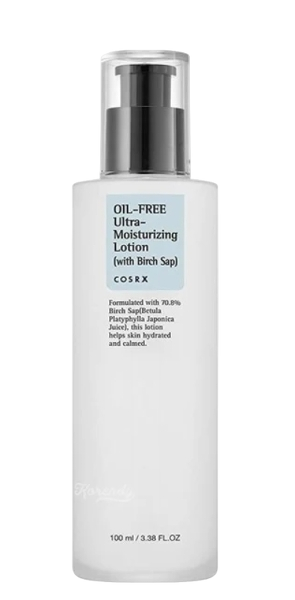 OIL-FREE
Ultra-
Moisturizing
Lotion
(with Birch Sap)
COSRX
Formulated with 70.8%
Birch Sap(Betula
Platyphylla Japonica
Juice), this lotion
helps skin hydrated
and calmed.
100 ml / 3.38 FL.OZ